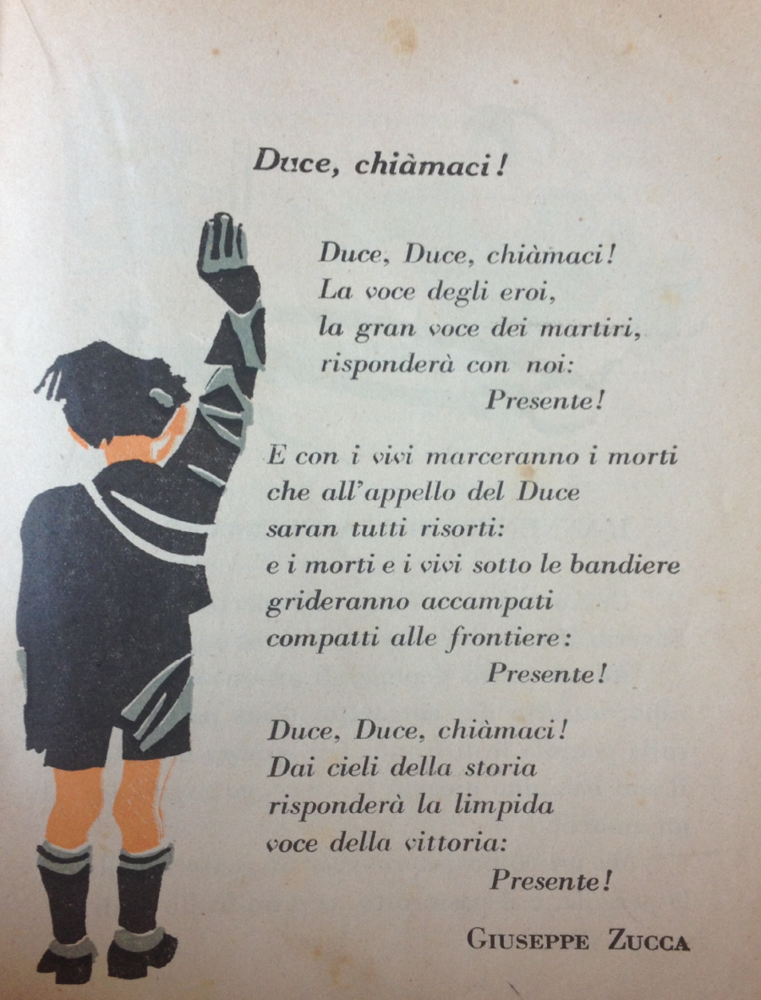 Duce, chiàmaci!
Duce, Duce, chiàmaci!
La voce degli eroi,
la gran voce dei martiri,
risponderà con noi:
Presente!
E con i vivi marceranno i morti
che all'appello del Duce
saran tutti risorti:
e i morti e i vivi sotto le bandiere
grideranno accampati
compatti alle frontiere:
Presente!
Duce, Duce, chiàmaci!
Dai cieli della storia
risponderà la limpida
voce della vittoria:
Presente!
GIUSEPPE ZUCCA